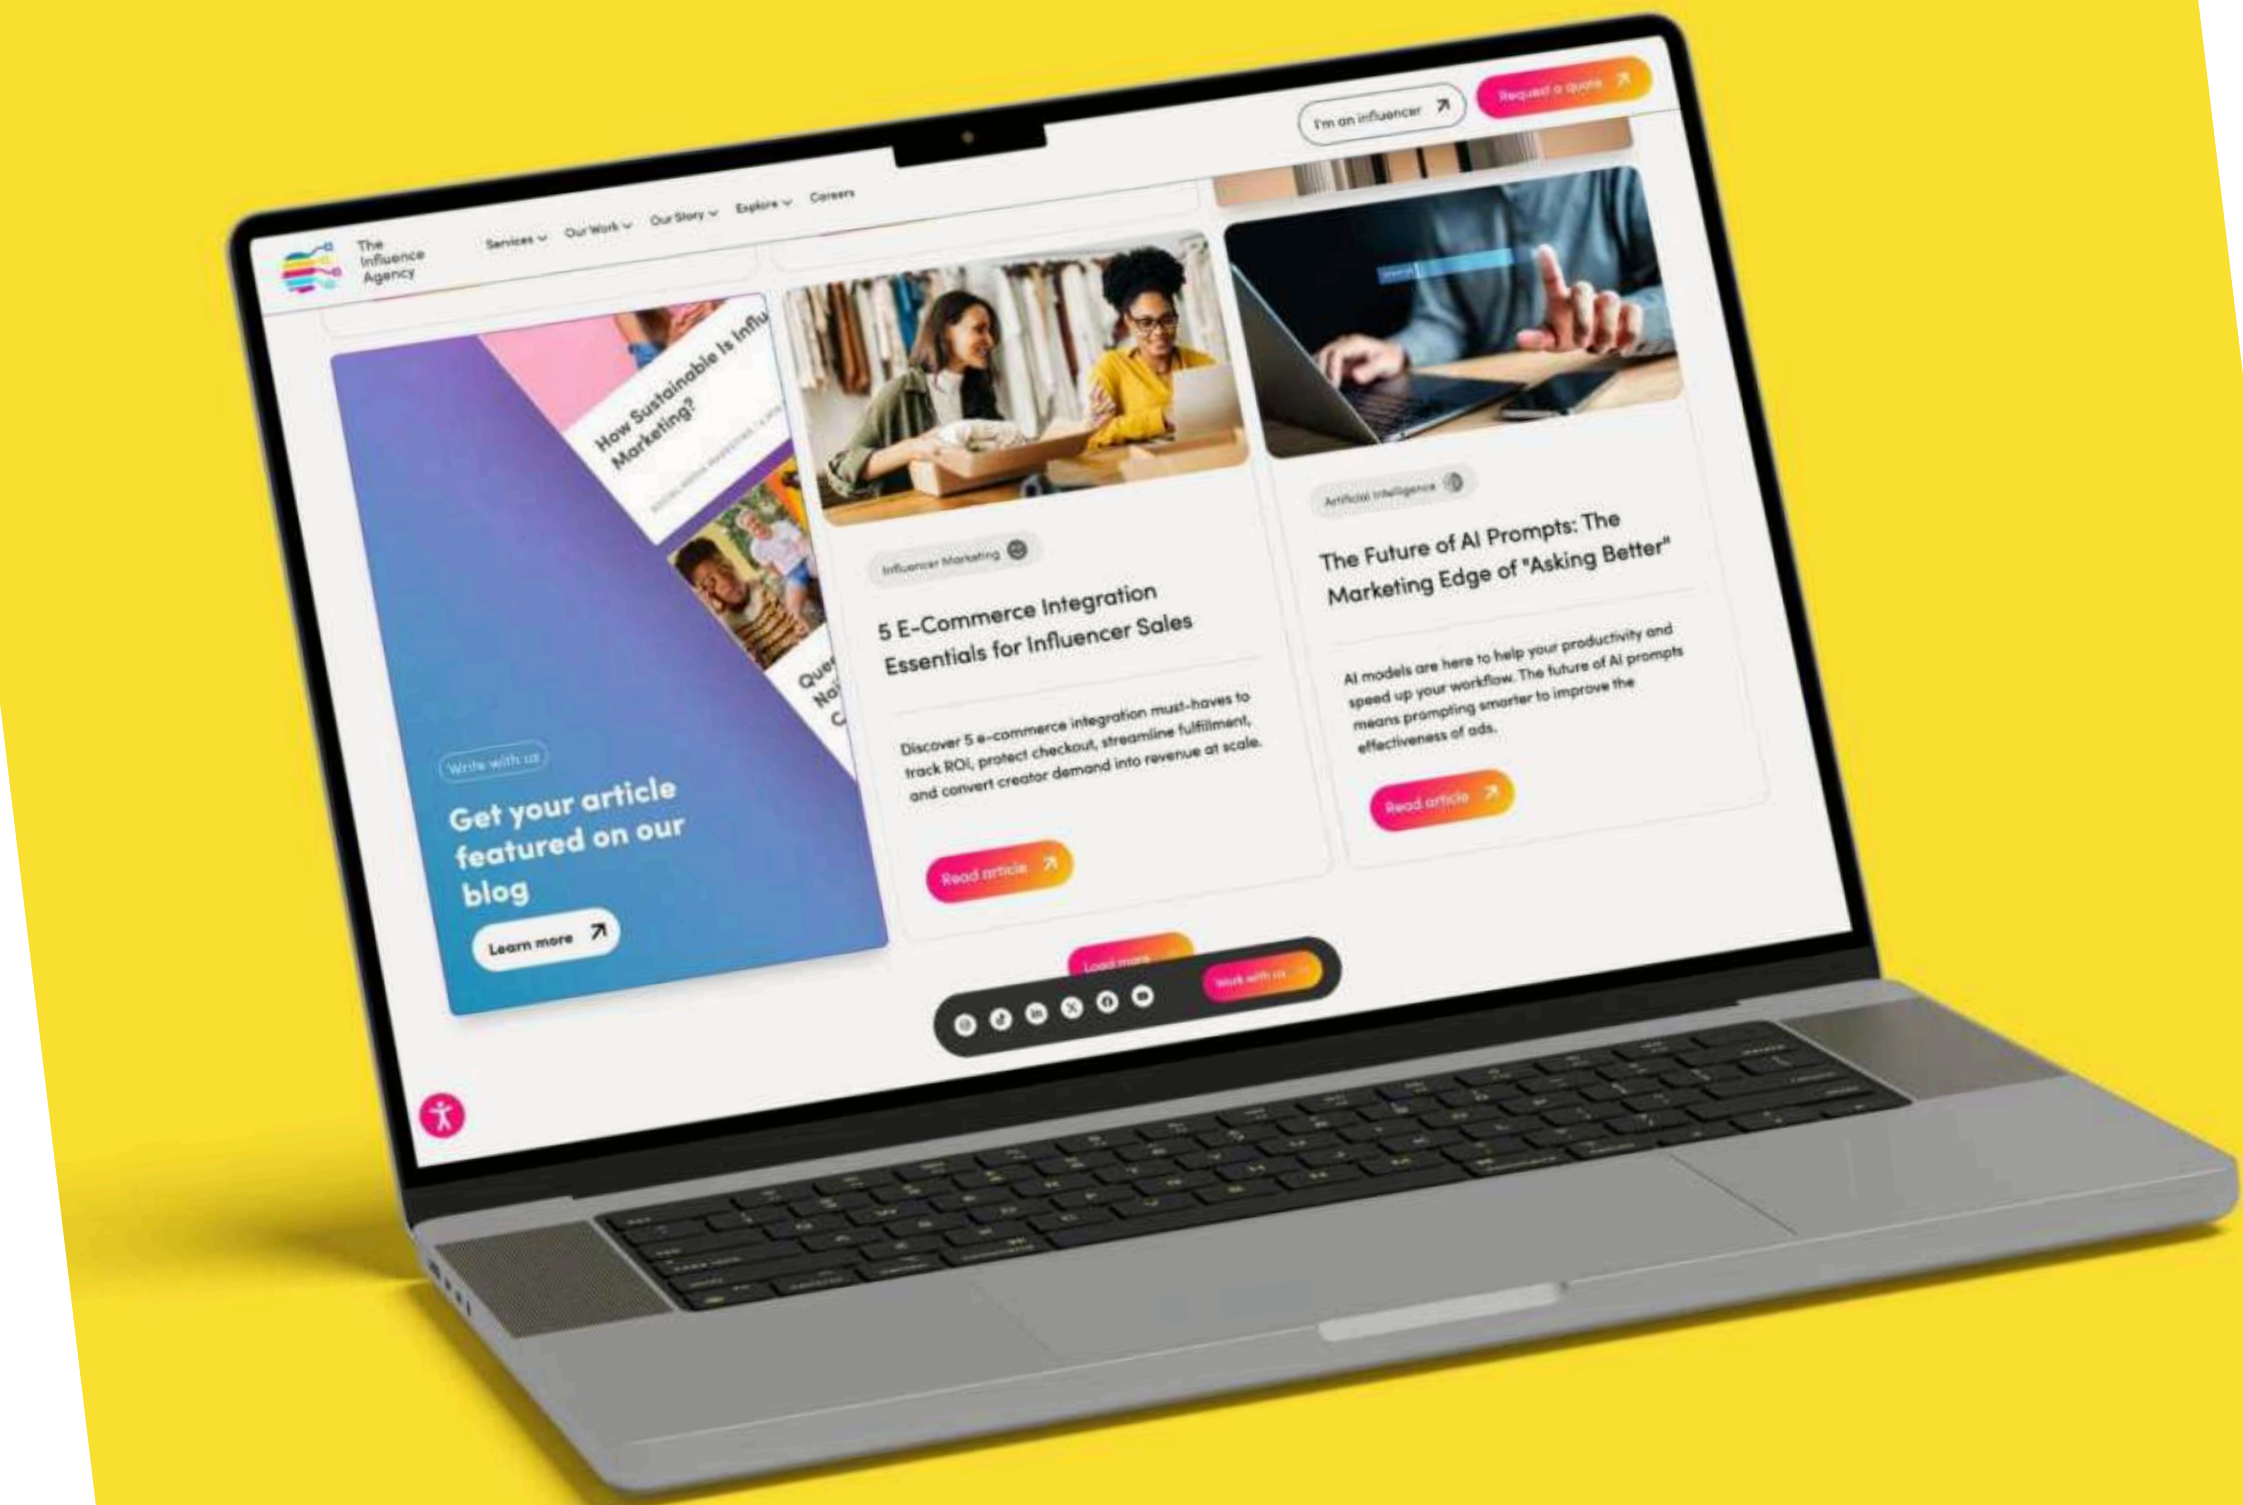 The
Influence
Agency
Services
Our Work
Our Story
Explore
Careers
I'm an influencer
Request a quote
How Sustainable Is Influ
Marketing?
Write with us
Get your article
featured on our
blog
Learn more
Influencer Marketing
5 E-Commerce Integration
Essentials for Influencer Sales
Discover 5 e-commerce integration must-haves to
track ROI, protect checkout, streamline fulfillment,
and convert creator demand into revenue at scale.
Read article
Artificial Intelligence
The Future of AI Prompts: The
Marketing Edge of "Asking Better"
AI models are here to help your productivity and
speed up your workflow. The future of AI prompts
means prompting smarter to improve the
effectiveness of ads.
Read article
Load more
Work with us